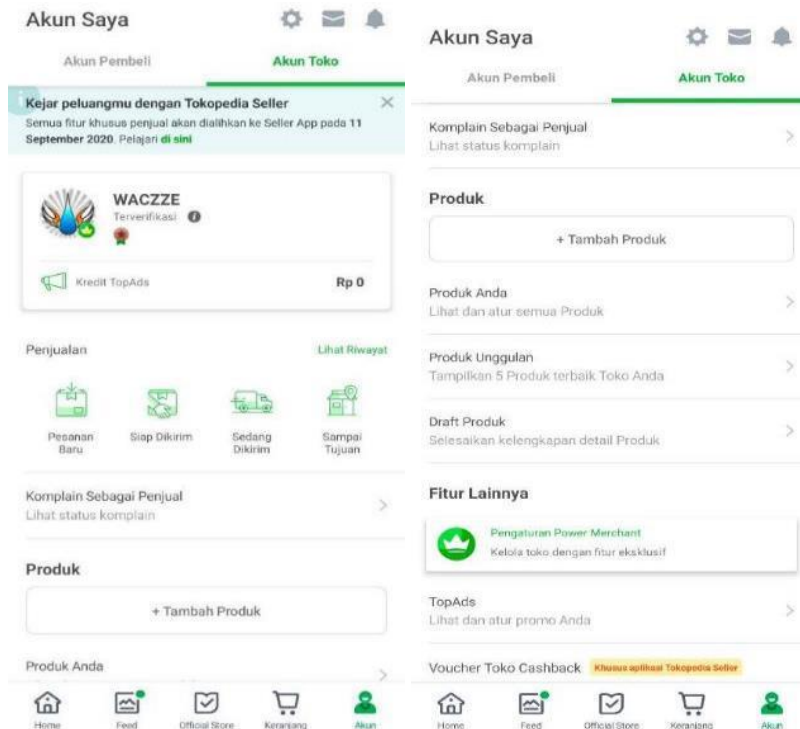 Akun Saya
Akun Pembeli
Akun Toko
Kejar peluangmu dengan Tokopedia Seller
Semua fitur khusus penjual akan dialihkan ke Seller App pada 11
September 2020. Pelajari di sini
WACZZE
Terverifikasi
Kredit TopAds
Rp 0
Penjualan
Lihat Riwayat
Pesanan
Baru
Siap Dikirim
Sedang
Dikirim
Sampai
Tujuan
Komplain Sebagai Penjual
Lihat status komplain
Produk
+ Tambah Produk
Produk Anda
Home
Feed
Official Store
Keranjang
Akun
Akun Saya
Akun Pembeli
Akun Toko
Komplain Sebagai Penjual
Lihat status komplain
Produk
+ Tambah Produk
Produk Anda
Lihat dan atur semua Produk
Produk Unggulan
Tampilkan 5 Produk terbaik Toko Anda
Draft Produk
Selesaikan kelengkapan detail Produk
Fitur Lainnya
Pengaturan Power Merchant
Kelola toko dengan fitur eksklusif
TopAds
Lihat dan atur promo Anda
Voucher Toko Cashback
Khusus aplikasi Tokopedia Seller
Home
Feed
Official Store
Keranjang
Akun